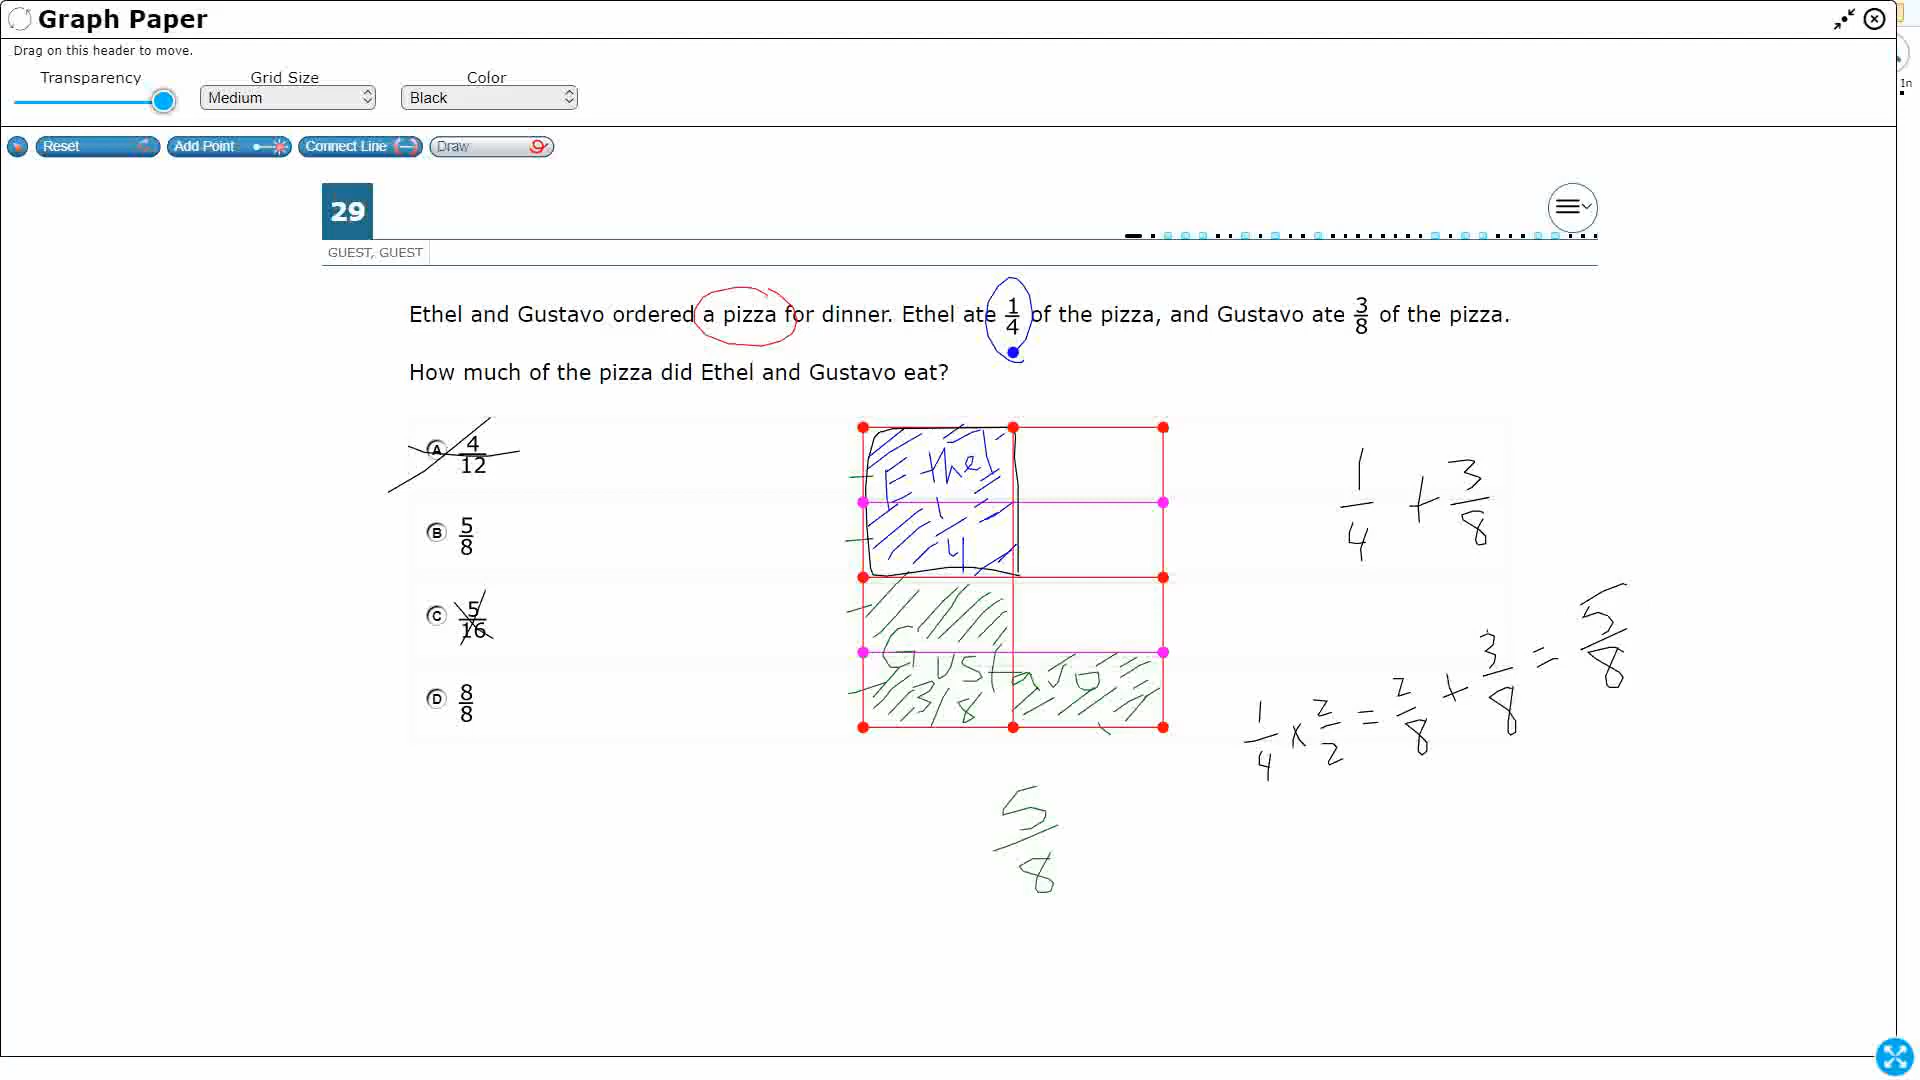 Graph Paper
Drag on this header to move.
Transparency Grid Size Color
Medium Black
Reset Add Point Connect Line Draw
In
29
GUEST, GUEST
Ethel and Gustavo ordered a pizza for dinner. Ethel ate 1/4 of the pizza, and Gustavo ate 3/8 of the pizza.
How much of the pizza did Ethel and Gustavo eat?
A 4/12
B 5/8
C 5/16
D 8/8
Ethel
1/4
Gustavo
3/8
5/8
1/4 + 3/8
1/4 x 2/2 = 2/8 + 3/8 = 5/8